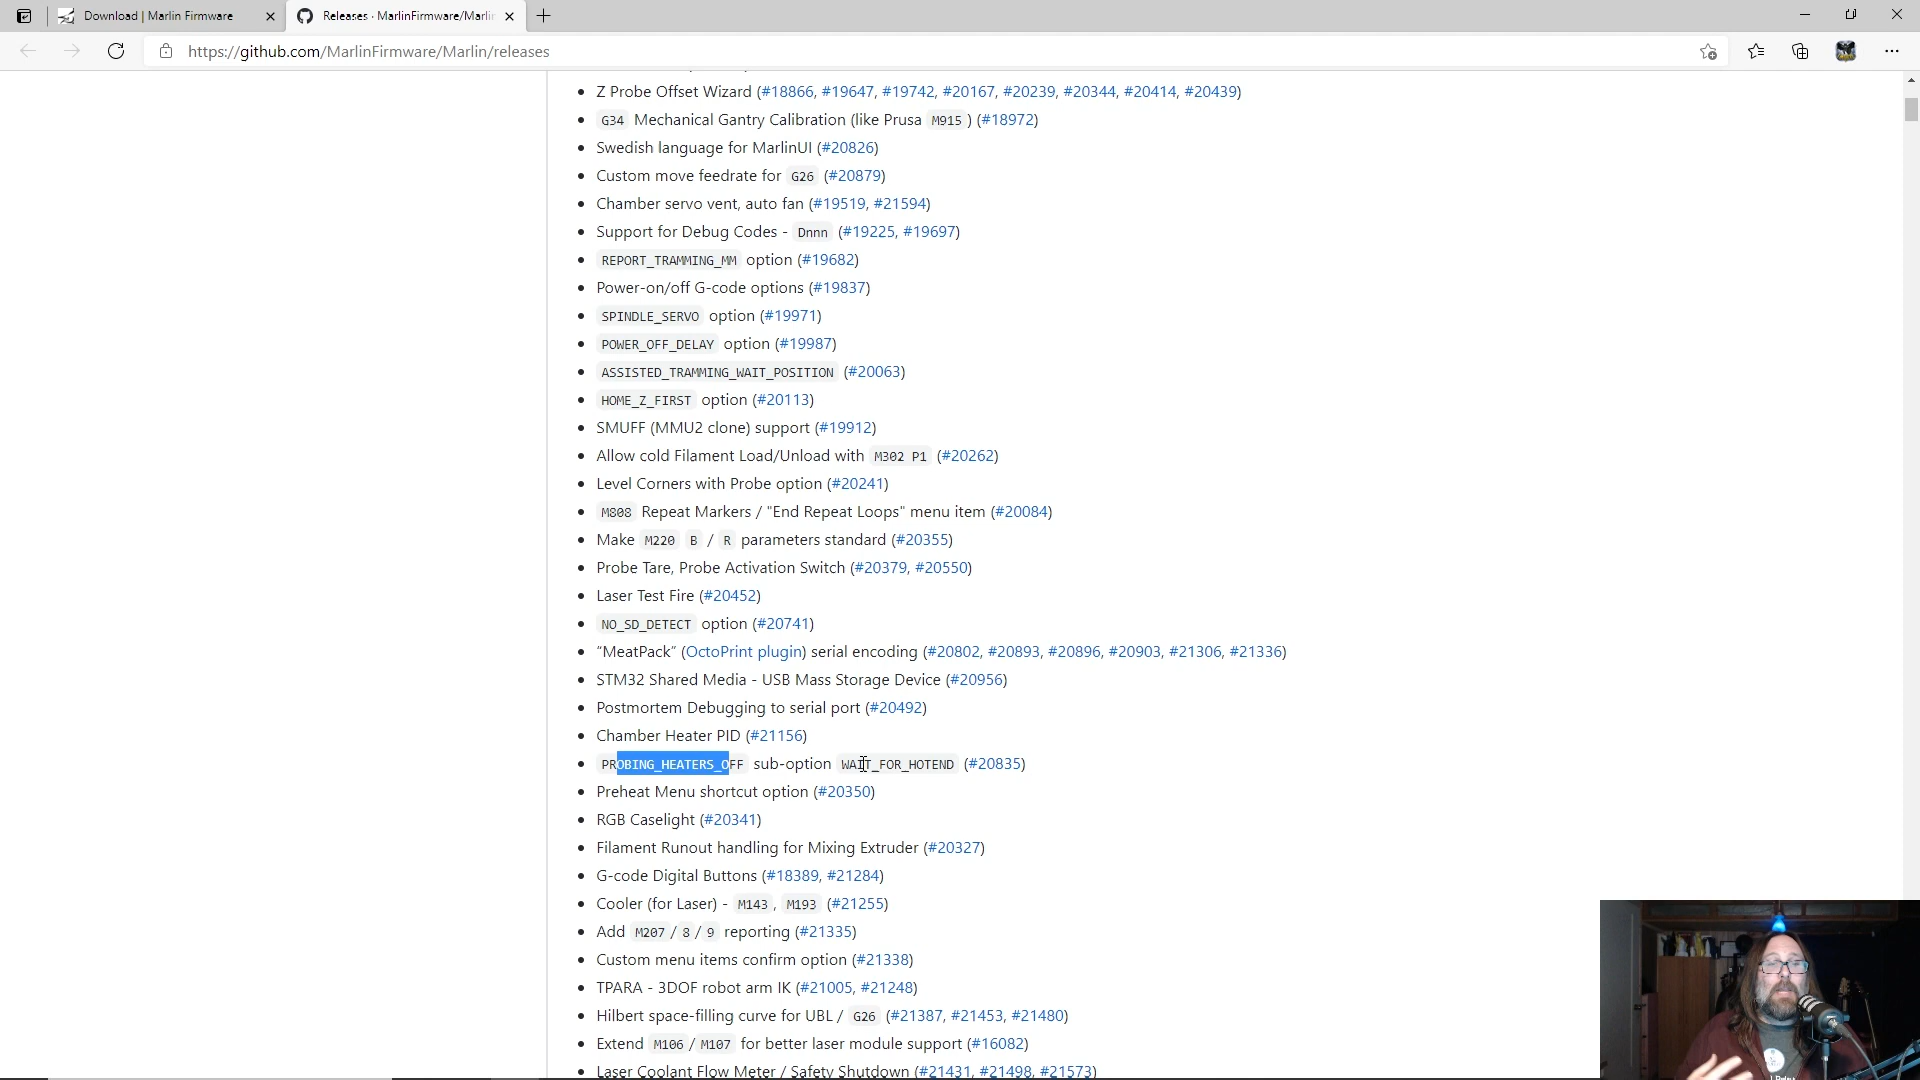 Download | Marlin Firmware
Releases · MarlinFirmware/Marlin
https://github.com/MarlinFirmware/Marlin/releases
Z Probe Offset Wizard (#18866, #19647, #19742, #20167, #20239, #20344, #20414, #20439)
G34 Mechanical Gantry Calibration (like Prusa M915 ) (#18972)
Swedish language for MarlinUI (#20826)
Custom move feedrate for G26 (#20879)
Chamber servo vent, auto fan (#19519, #21594)
Support for Debug Codes - Dnnn (#19225, #19697)
REPORT_TRAMMING_MM option (#19682)
Power-on/off G-code options (#19837)
SPINDLE_SERVO option (#19971)
POWER_OFF_DELAY option (#19987)
ASSISTED_TRAMMING_WAIT_POSITION (#20063)
HOME_Z_FIRST option (#20113)
SMUFF (MMU2 clone) support (#19912)
Allow cold Filament Load/Unload with M302 P1 (#20262)
Level Corners with Probe option (#20241)
M808 Repeat Markers / "End Repeat Loops" menu item (#20084)
Make M220 B / R parameters standard (#20355)
Probe Tare, Probe Activation Switch (#20379, #20550)
Laser Test Fire (#20452)
NO_SD_DETECT option (#20741)
“MeatPack” (OctoPrint plugin) serial encoding (#20802, #20893, #20896, #20903, #21306, #21336)
STM32 Shared Media - USB Mass Storage Device (#20956)
Postmortem Debugging to serial port (#20492)
Chamber Heater PID (#21156)
PROBING_HEATERS_OFF sub-option WAIT_FOR_HOTEND (#20835)
Preheat Menu shortcut option (#20350)
RGB Caselight (#20341)
Filament Runout handling for Mixing Extruder (#20327)
G-code Digital Buttons (#18389, #21284)
Cooler (for Laser) - M143 , M193 (#21255)
Add M207 / 8 / 9 reporting (#21335)
Custom menu items confirm option (#21338)
TPARA - 3DOF robot arm IK (#21005, #21248)
Hilbert space-filling curve for UBL / G26 (#21387, #21453, #21480)
Extend M106 / M107 for better laser module support (#16082)
Laser Coolant Flow Meter / Safety Shutdown (#21431, #21498, #21573)